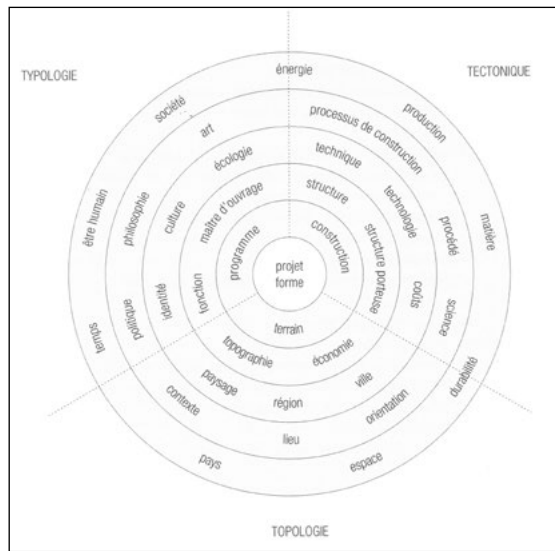 TYPOLOGIE
TECTONIQUE
TOPOLOGIE
énergie
société
être humain
temps
production
matière
durabilité
pays
espace
art
philosophie
politique
processus de construction
procédé
science
contexte
lieu
orientation
écologie
culture
identité
technique
technologie
coûts
paysage
région
ville
maître d'ouvrage
fonction
structure
structure porteuse
topographie
économie
programme
construction
terrain
projet
forme